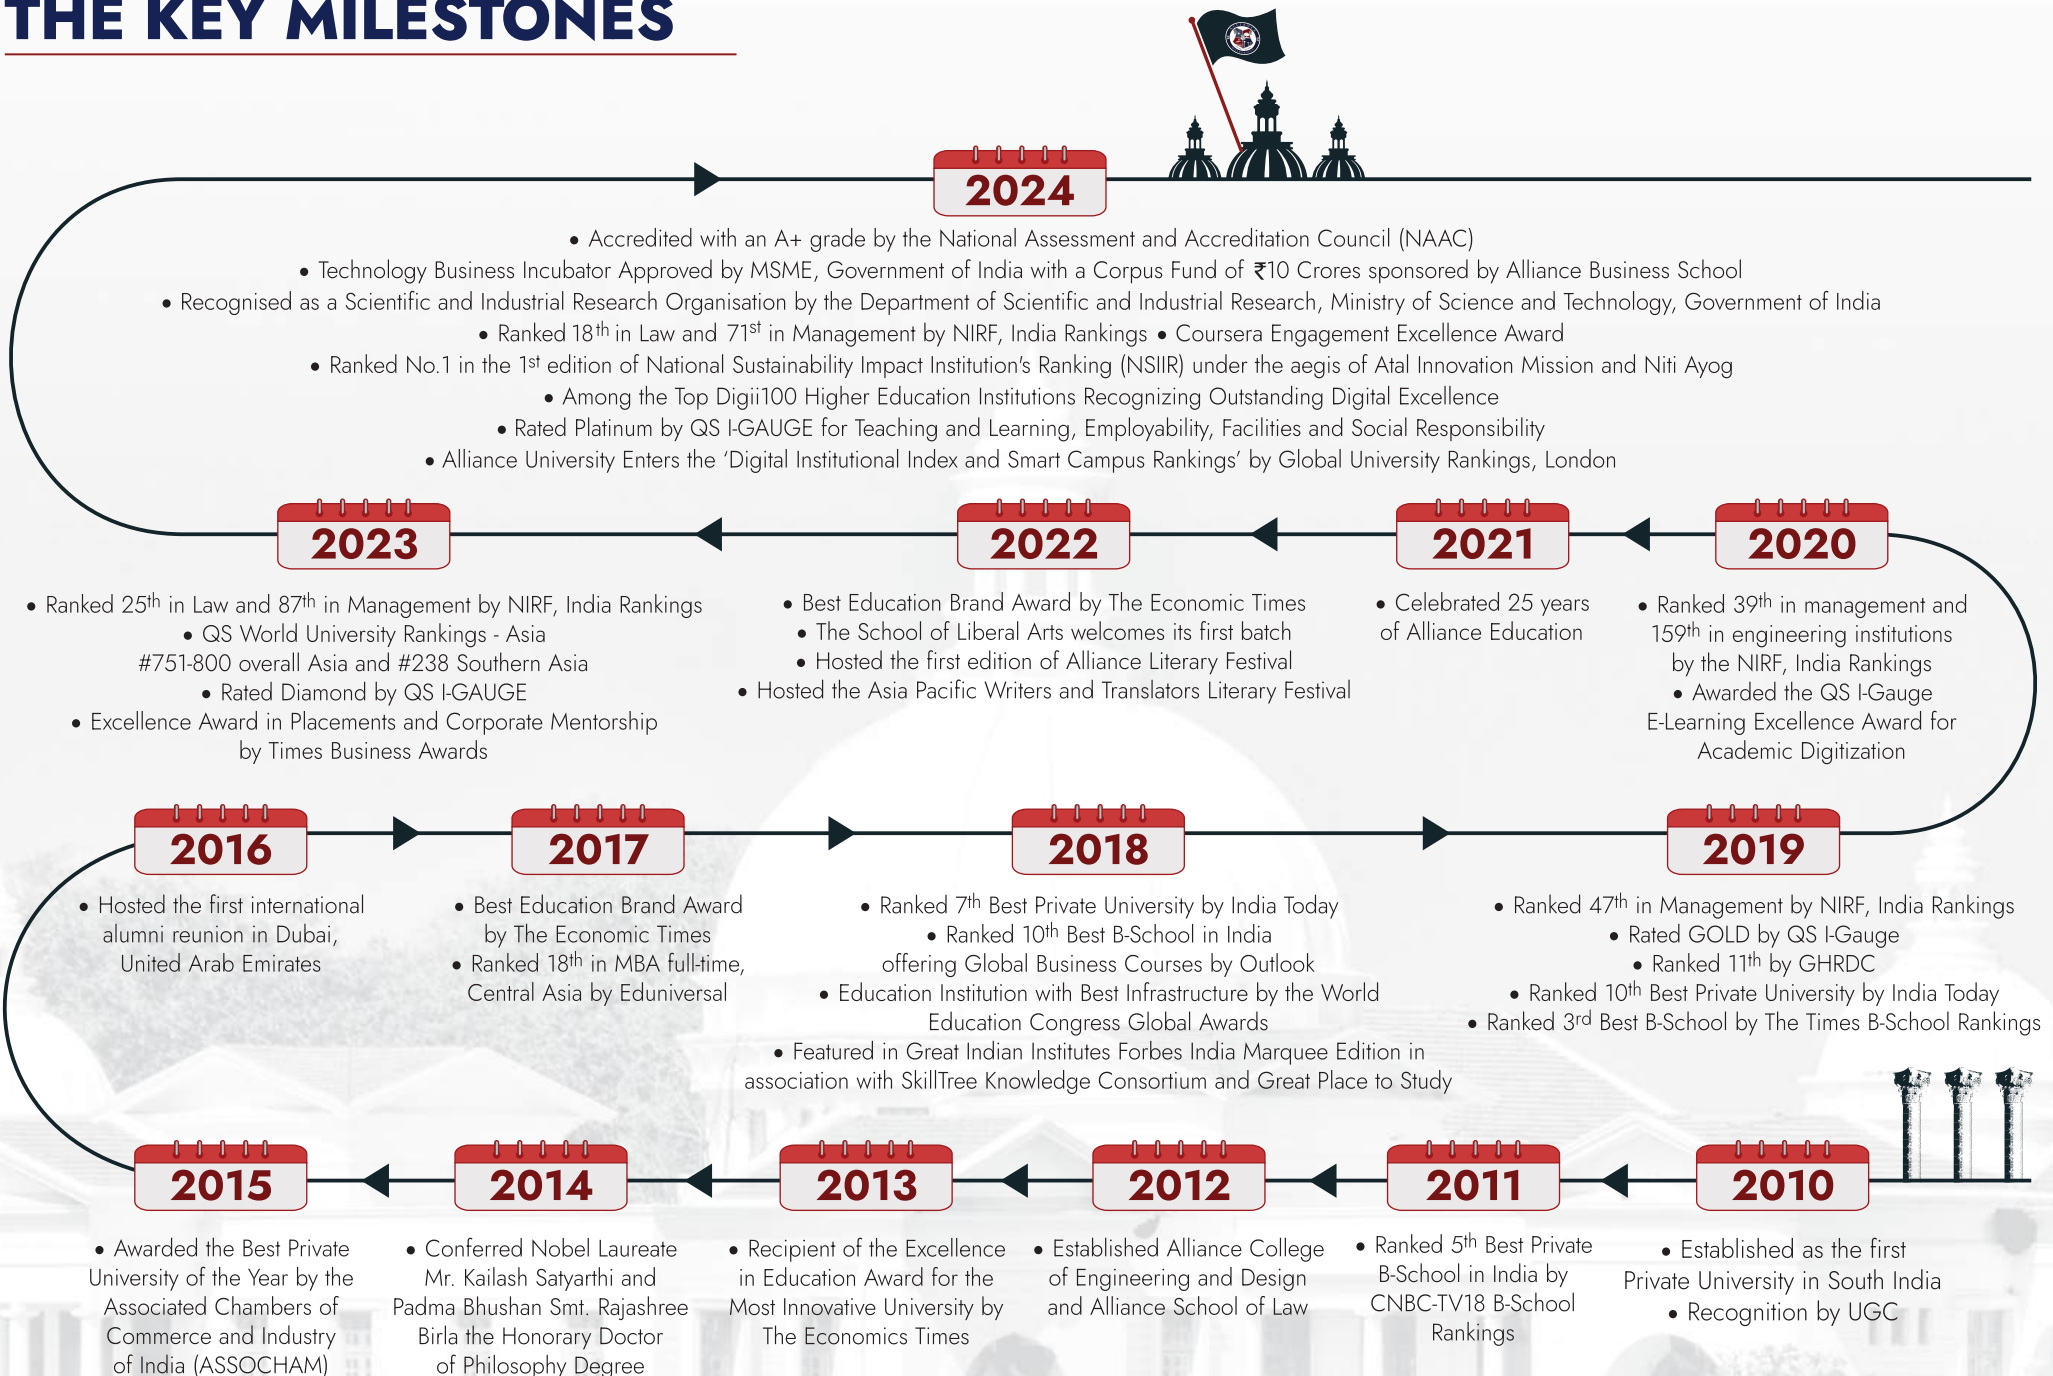 THE KEY MILESTONES
2024
• Accredited with an A+ grade by the National Assessment and Accreditation Council (NAAC)
• Technology Business Incubator Approved by MSME, Government of India with a Corpus Fund of ₹10 Crores sponsored by Alliance Business School
• Recognised as a Scientific and Industrial Research Organisation by the Department of Scientific and Industrial Research, Ministry of Science and Technology, Government of India
• Ranked 18th in Law and 71st in Management by NIRF, India Rankings • Coursera Engagement Excellence Award
• Ranked No.1 in the 1st edition of National Sustainability Impact Institution's Ranking (NSIIR) under the aegis of Atal Innovation Mission and Niti Ayog
• Among the Top Digii100 Higher Education Institutions Recognizing Outstanding Digital Excellence
• Rated Platinum by QS I-GAUGE for Teaching and Learning, Employability, Facilities and Social Responsibility
• Alliance University Enters the ‘Digital Institutional Index and Smart Campus Rankings’ by Global University Rankings, London
2023
• Ranked 25th in Law and 87th in Management by NIRF, India Rankings
• QS World University Rankings - Asia
#751-800 overall Asia and #238 Southern Asia
• Rated Diamond by QS I-GAUGE
• Excellence Award in Placements and Corporate Mentorship
by Times Business Awards
2022
• Best Education Brand Award by The Economic Times
• The School of Liberal Arts welcomes its first batch
• Hosted the first edition of Alliance Literary Festival
• Hosted the Asia Pacific Writers and Translators Literary Festival
2021
• Celebrated 25 years
of Alliance Education
2020
• Ranked 39th in management and
159th in engineering institutions
by the NIRF, India Rankings
• Awarded the QS I-Gauge
E-Learning Excellence Award for
Academic Digitization
2016
• Hosted the first international
alumni reunion in Dubai,
United Arab Emirates
2017
• Best Education Brand Award
by The Economic Times
• Ranked 18th in MBA full-time,
Central Asia by Eduniversal
2018
• Ranked 7th Best Private University by India Today
• Ranked 10th Best B-School in India
offering Global Business Courses by Outlook
• Education Institution with Best Infrastructure by the World
Education Congress Global Awards
• Featured in Great Indian Institutes Forbes India Marquee Edition in
association with SkillTree Knowledge Consortium and Great Place to Study
2019
• Ranked 47th in Management by NIRF, India Rankings
• Rated GOLD by QS I-Gauge
• Ranked 11th by GHRDC
• Ranked 10th Best Private University by India Today
• Ranked 3rd Best B-School by The Times B-School Rankings
2015
• Awarded the Best Private
University of the Year by the
Associated Chambers of
Commerce and Industry
of India (ASSOCHAM)
2014
• Conferred Nobel Laureate
Mr. Kailash Satyarthi and
Padma Bhushan Smt. Rajashree
Birla the Honorary Doctor
of Philosophy Degree
2013
• Recipient of the Excellence
in Education Award for the
Most Innovative University by
The Economics Times
2012
• Established Alliance College
of Engineering and Design
and Alliance School of Law
2011
• Ranked 5th Best Private
B-School in India by
CNBC-TV18 B-School
Rankings
2010
• Established as the first
Private University in South India
• Recognition by UGC